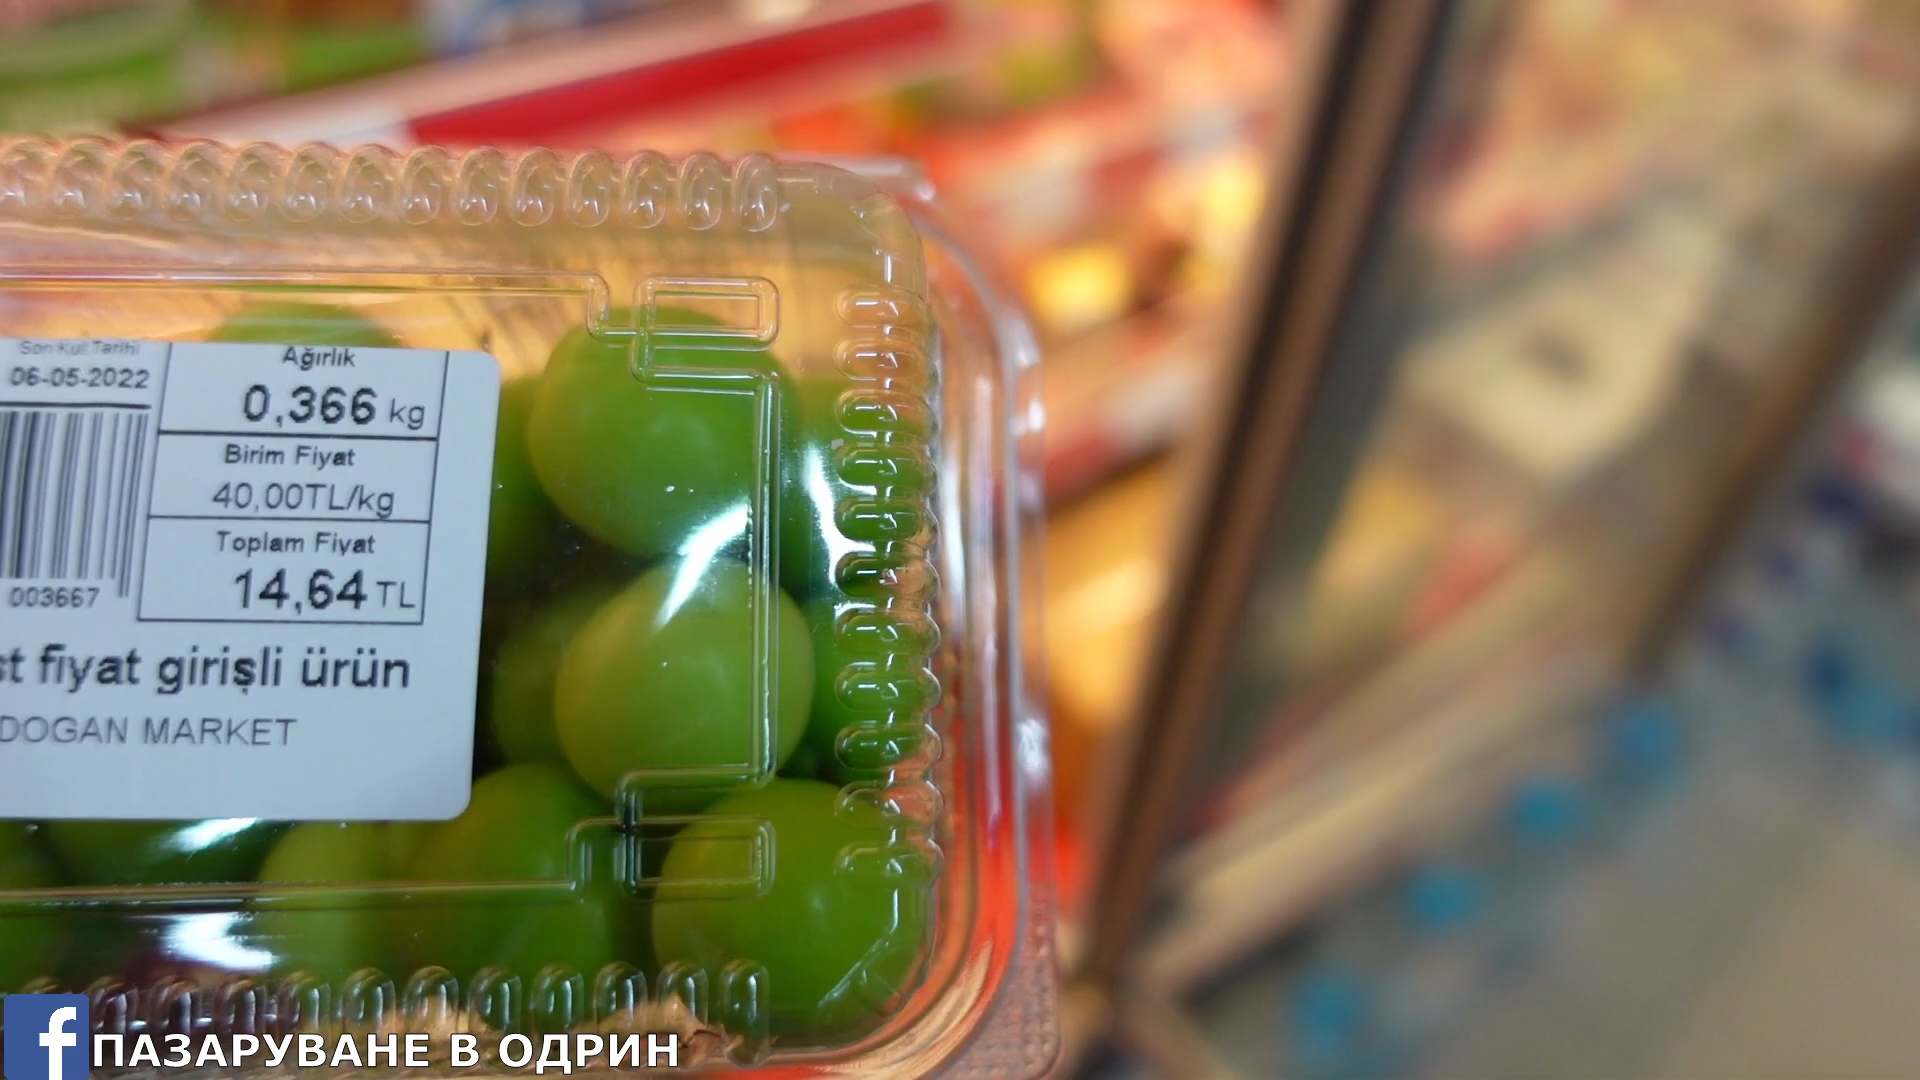 Son Kull.Tarihi
06-05-2022
Ağırlık
0,366 kg
Birim Fiyat
40,00TL/kg
Toplam Fiyat
14,64 TL
003667
st fiyat girişli ürün
DOGAN MARKET
f ПАЗАРУВАНЕ В ОДРИН